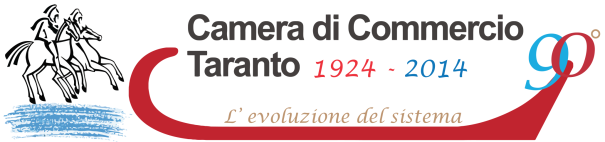 Camera di Commercio
Taranto 1924 - 2014
90°
L' evoluzione del sistema